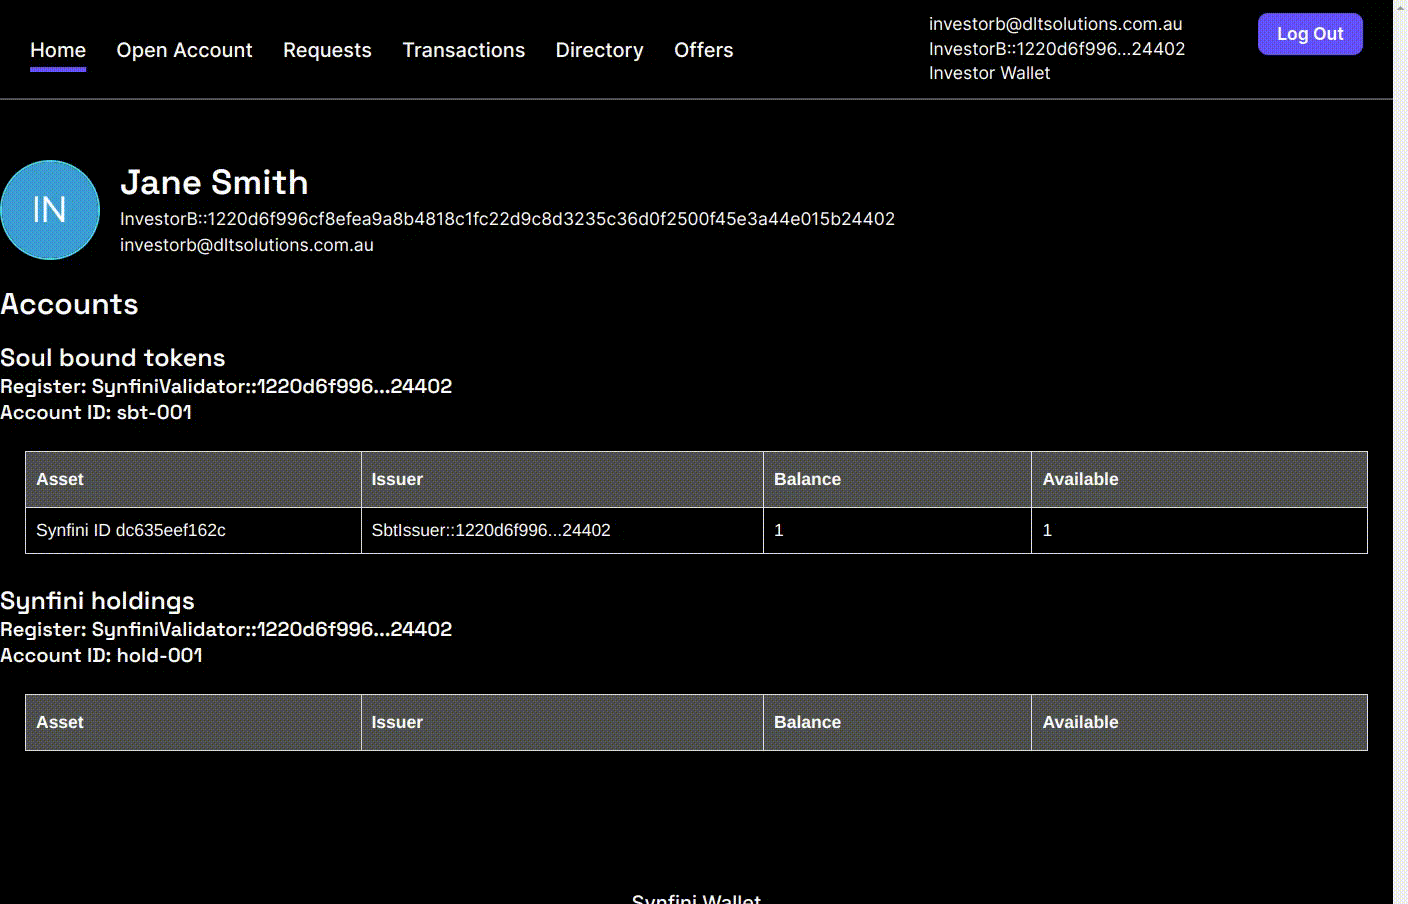 Home Open Account Requests Transactions Directory Offers
investorb@dltsolutions.com.au
InvestorB::1220d6f996...24402
Investor Wallet
Log Out
IN
Jane Smith
InvestorB::1220d6f996cf8efea9a8b4818c1fc22d9c8d3235c36d0f2500f45e3a44e015b24402
investorb@dltsolutions.com.au
Accounts
Soul bound tokens
Register: SynfiniValidator::1220d6f996...24402
Account ID: sbt-001
Asset Issuer Balance Available
Synfini ID dc635eef162c SbtIssuer::1220d6f996...24402 1 1
Synfini holdings
Register: SynfiniValidator::1220d6f996...24402
Account ID: hold-001
Asset Issuer Balance Available
Synfini Wallet